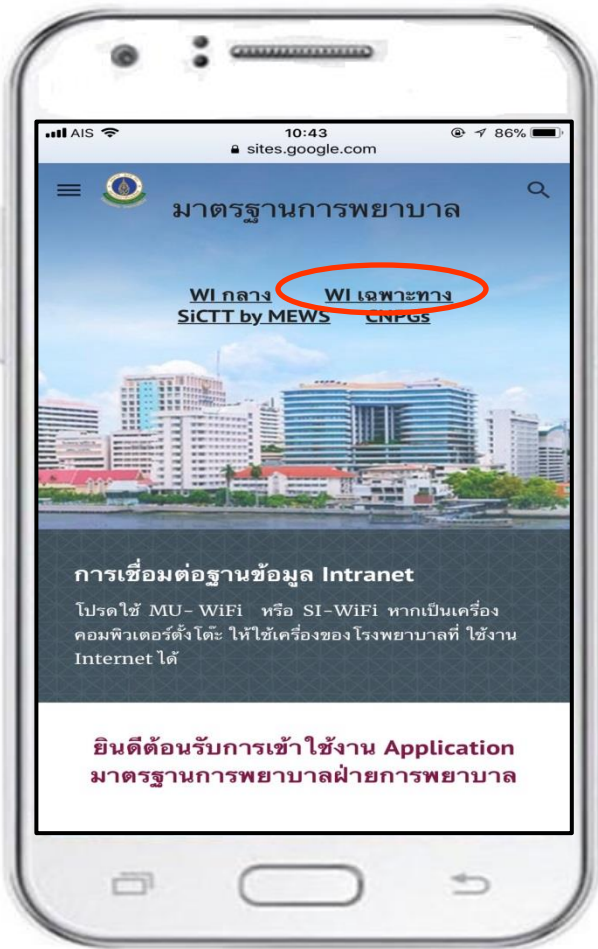 AIS 10:43 86%
sites.google.com
มาตรฐานการพยาบาล
WI กลาง WI เฉพาะทาง
SiCTT by MEWS CNPGs
การเชื่อมต่อฐานข้อมูล Intranet
โปรดใช้ MU- WiFi หรือ SI-WiFi หากเป็นเครื่อง
คอมพิวเตอร์ตั้งโต๊ะ ให้ใช้เครื่องของโรงพยาบาลที่ ใช้งาน
Internet ได้
ยินดีต้อนรับการเข้าใช้งาน Application
มาตรฐานการพยาบาลฝ่ายการพยาบาล